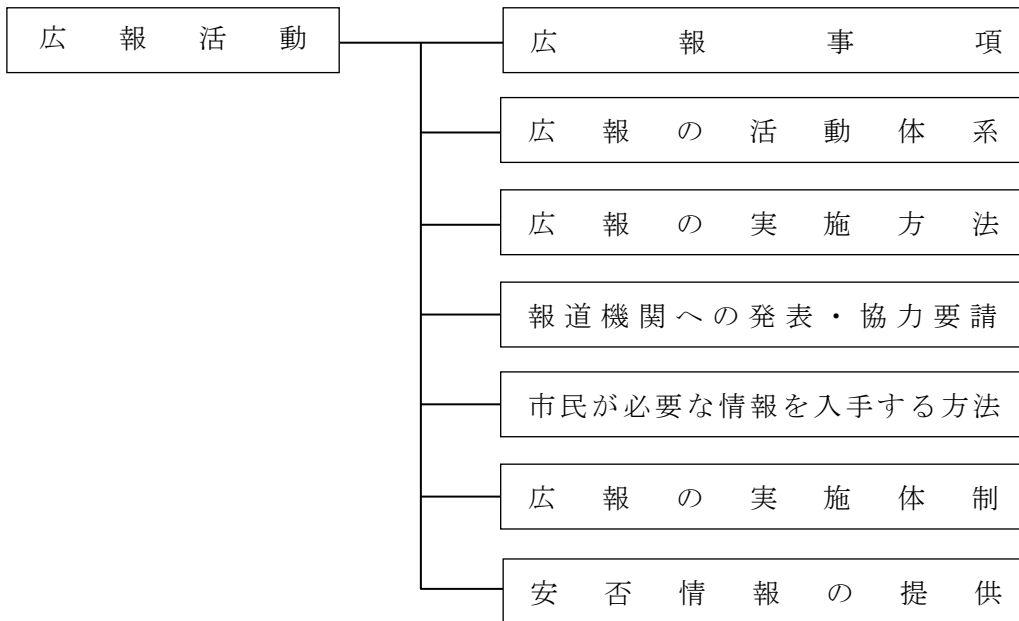 広報活動
広報事項
広報の活動体系
広報の実施方法
報道機関への発表・協力要請
市民が必要な情報を入手する方法
広報の実施体制
安否情報の提供